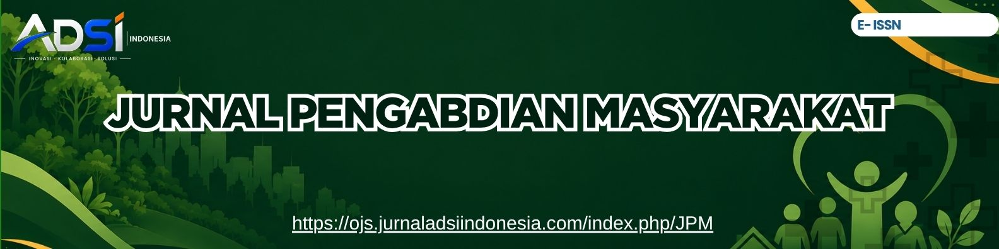 ADSI
INDONESIA
INOVASI · KOLABORASI · SOLUSI
E- ISSN
JURNAL PENGABDIAN MASYARAKAT
https://ojs.jurnaladsiindonesia.com/index.php/JPM